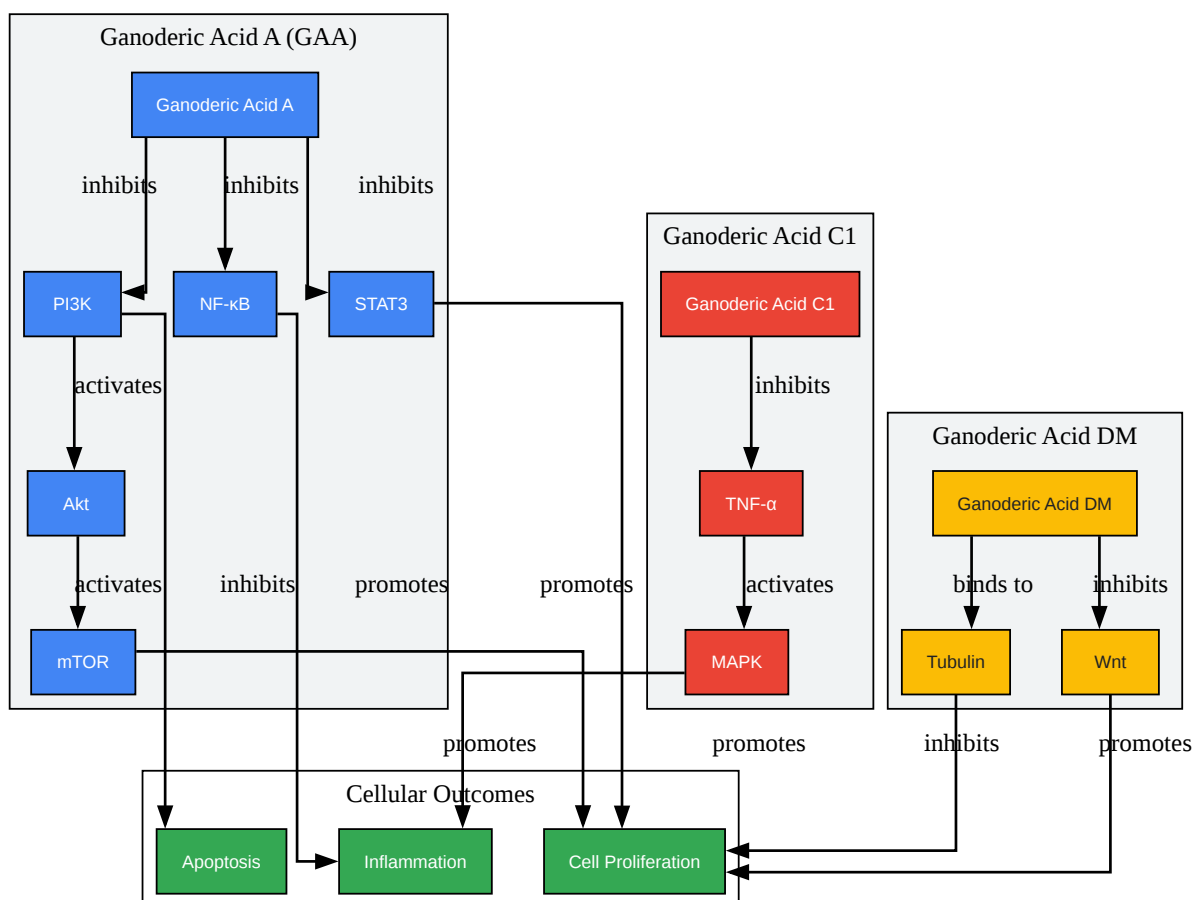 Ganoderic Acid A (GAA)
Ganoderic Acid A
inhibits
inhibits
inhibits
PI3K
NF-κB
STAT3
activates
Akt
activates
inhibits
promotes
promotes
mTOR
Ganoderic Acid C1
Ganoderic Acid C1
inhibits
TNF-α
activates
MAPK
Ganoderic Acid DM
Ganoderic Acid DM
binds to
inhibits
Tubulin
Wnt
promotes
promotes
inhibits
promotes
Cellular Outcomes
Apoptosis
Inflammation
Cell Proliferation